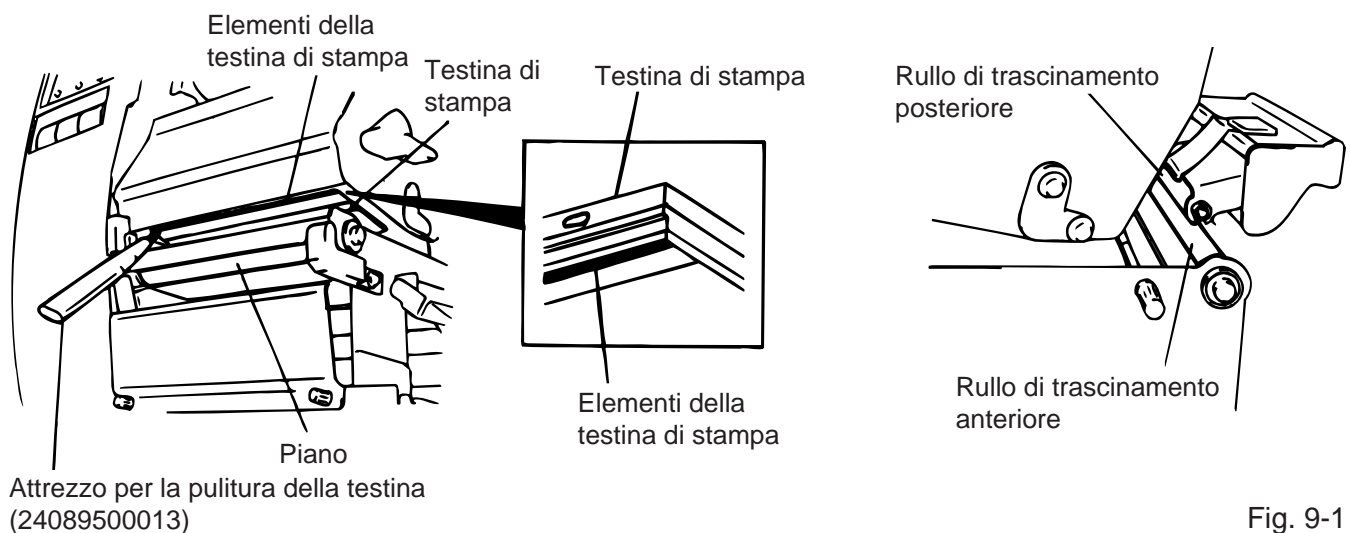 Elementi della
testina di stampa
Testina di
stampa
Testina di stampa
Elementi della
testina di stampa
Piano
Attrezzo per la pulitura della testina
(24089500013)
Rullo di trascinamento
posteriore
Rullo di trascinamento
anteriore
Fig. 9-1